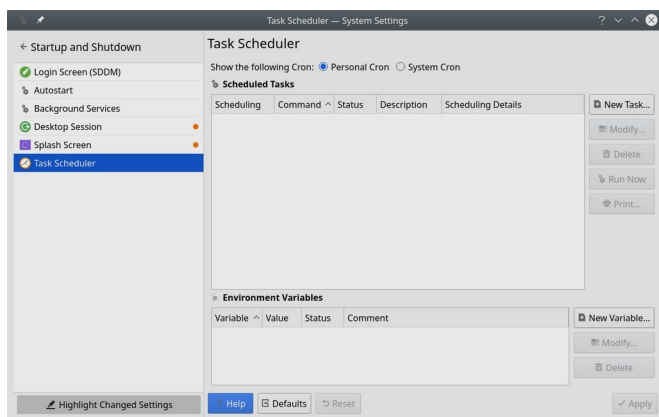 Task Scheduler — System Settings
Startup and Shutdown
Login Screen (SDDM)
Autostart
Background Services
Desktop Session
Splash Screen
Task Scheduler
Highlight Changed Settings
Task Scheduler
Show the following Cron: Personal Cron System Cron
Scheduled Tasks
Scheduling Command Status Description Scheduling Details
New Task...
Modify...
Delete
Run Now
Print...
Environment Variables
Variable Value Status Comment
New Variable...
Modify...
Delete
Help Defaults Reset Apply